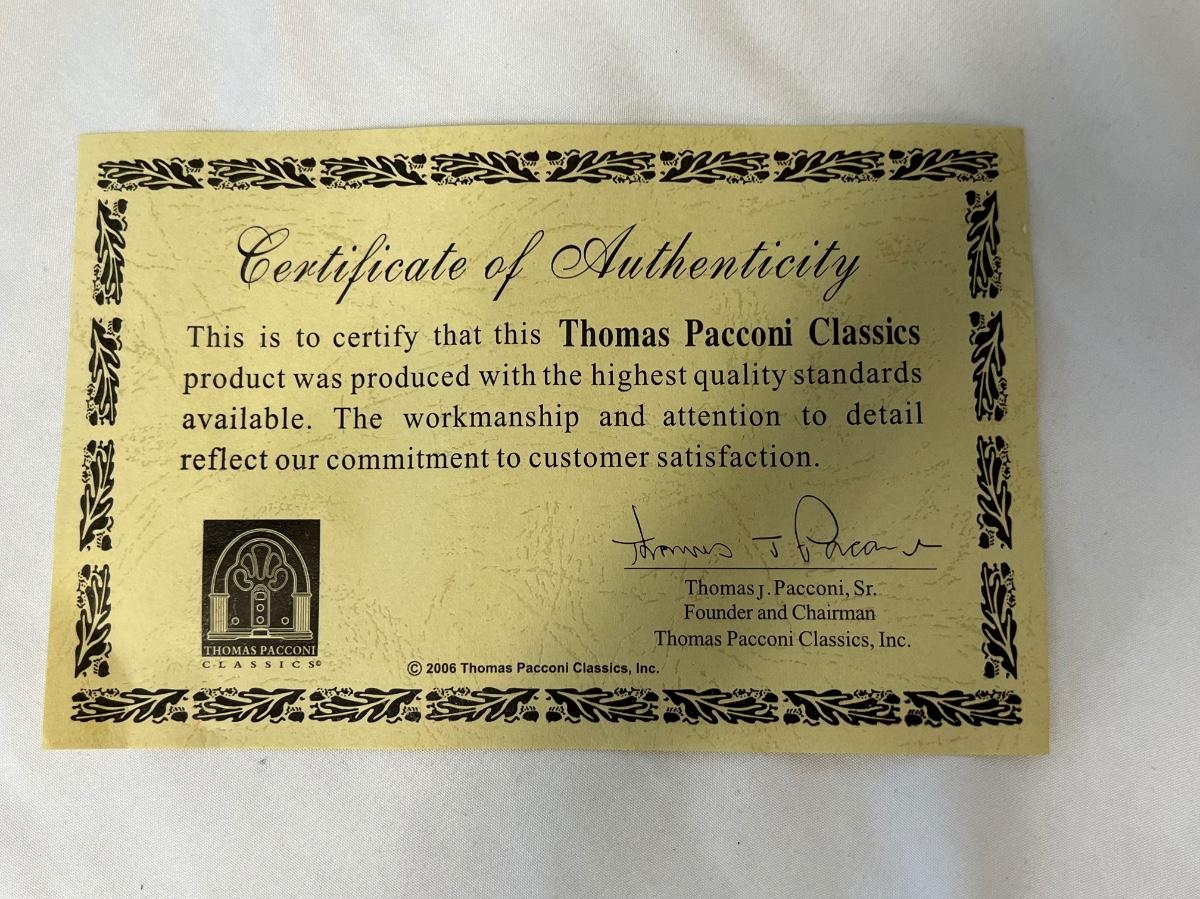 Certificate of Authenticity
This is to certify that this Thomas Pacconi Classics
product was produced with the highest quality standards
available. The workmanship and attention to detail
reflect our commitment to customer satisfaction.
Thomas J Pacconi
Thomas J. Pacconi, Sr.
Founder and Chairman
Thomas Pacconi Classics, Inc.
THOMAS PACCONI
CLASSICS©
© 2006 Thomas Pacconi Classics, Inc.